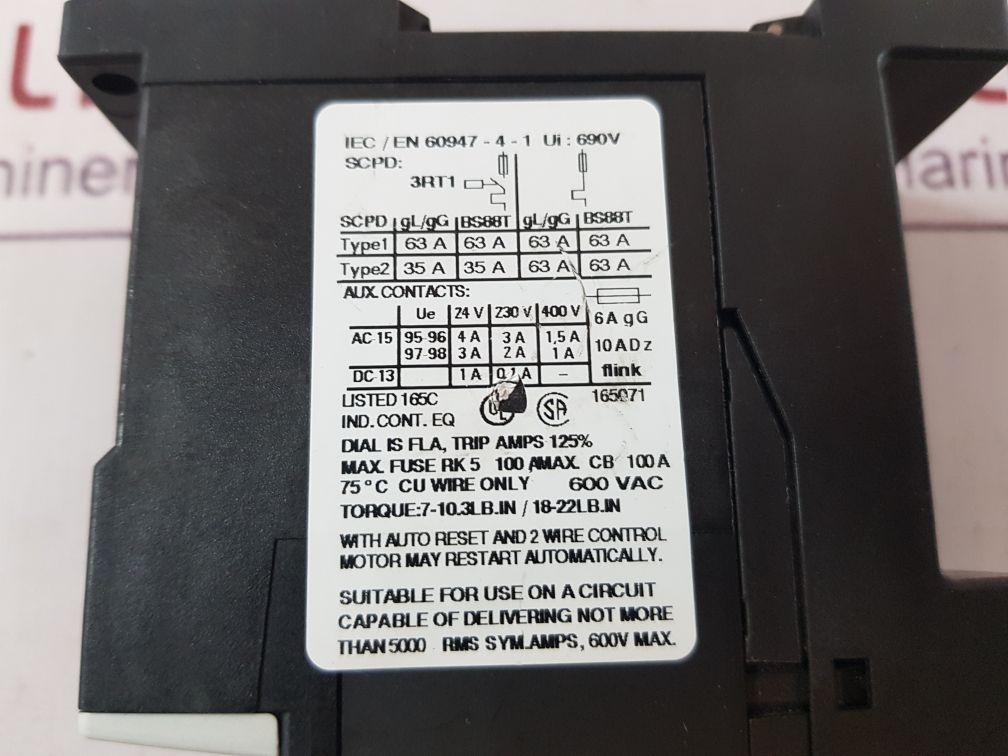 IEC / EN 60947 - 4 - 1 Ui : 690V
SCPD:
3RT1
SCPD gL/gG BS88T gL/gG BS88T
Type1 63 A 63 A 63 A 63 A
Type2 35 A 35 A 63 A 63 A
AUX. CONTACTS:
Ue 24 V 230 V 400 V
6A gG
AC-15 95-96 4 A 3 A 1,5 A
97-98 3 A 2 A 1 A
10 A Dz
DC-13 1 A 0.1 A –
flink
LISTED 165C UL SA 165071
IND. CONT. EQ
DIAL IS FLA, TRIP AMPS 125%
MAX. FUSE RK 5 100 A MAX. CB 100 A
75°C CU WIRE ONLY 600 VAC
TORQUE:7-10.3LB.IN / 18-22LB.IN
WITH AUTO RESET AND 2 WIRE CONTROL
MOTOR MAY RESTART AUTOMATICALLY.
SUITABLE FOR USE ON A CIRCUIT
CAPABLE OF DELIVERING NOT MORE
THAN 5000 RMS SYM.AMPS, 600V MAX.